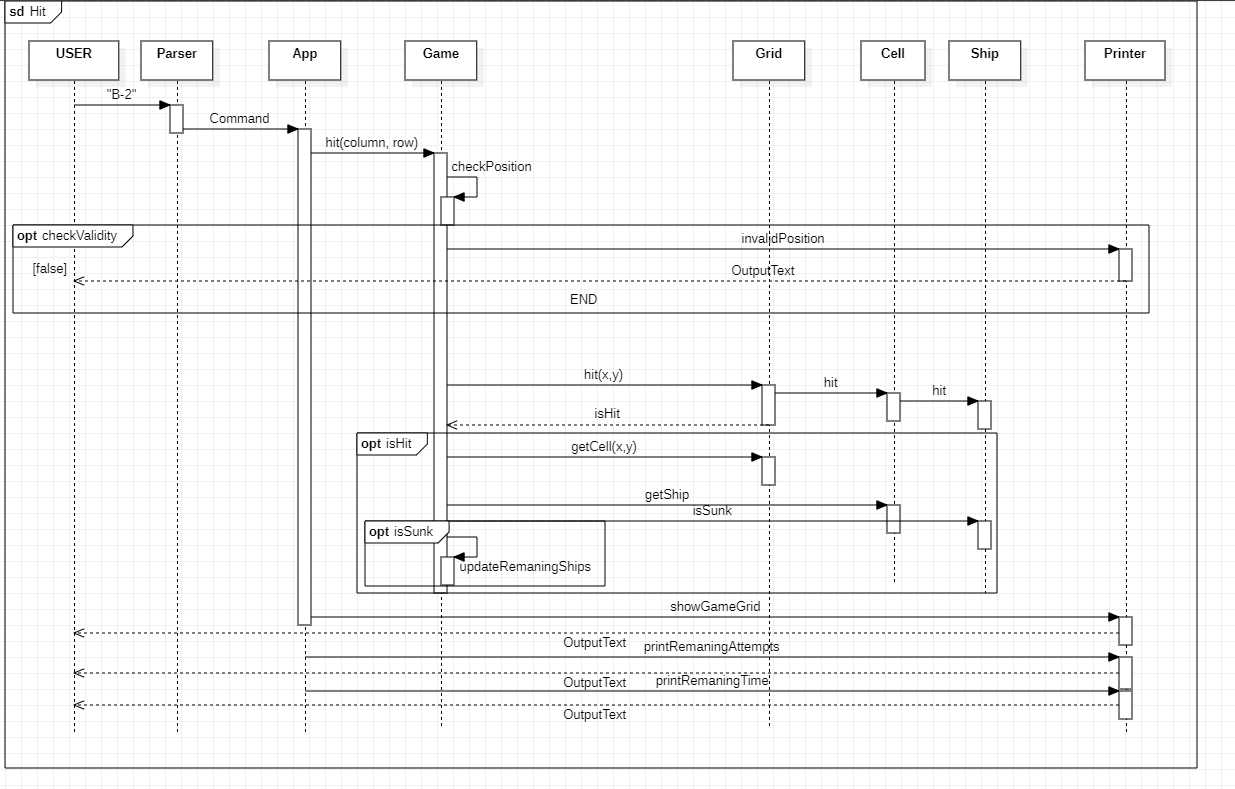 sd Hit
USER
Parser
App
Game
Grid
Cell
Ship
Printer
"B-2"
Command
hit(column, row)
checkPosition
opt checkValidity
invalidPosition
[false]
OutputText
END
hit(x,y)
hit
hit
isHit
opt isHit
getCell(x,y)
getShip
isSunk
opt isSunk
updateRemaningShips
showGameGrid
OutputText
printRemaningAttempts
OutputText
printRemaningTime
OutputText